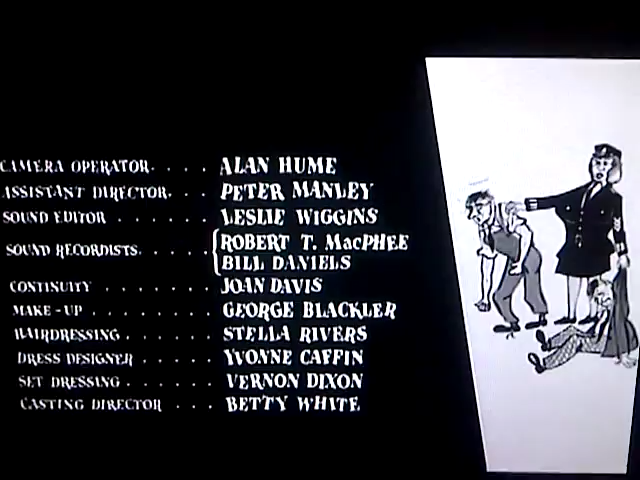 CAMERA OPERATOR. . . . . ALAN HUME
ASSISTANT DIRECTOR. . . . PETER MANLEY
SOUND EDITOR . . . . . . LESLIE WIGGINS
SOUND RECORDISTS. . . . . ROBERT T. MacPHEE
BILL DANIELS
CONTINUITY . . . . . . . JOAN DAVIS
MAKE-UP . . . . . . . . GEORGE BLACKLER
HAIRDRESSING . . . . . . STELLA RIVERS
DRESS DESIGNER . . . . . YVONNE CAFFIN
SET DRESSING . . . . . . VERNON DIXON
CASTING DIRECTOR . . . BETTY WHITE